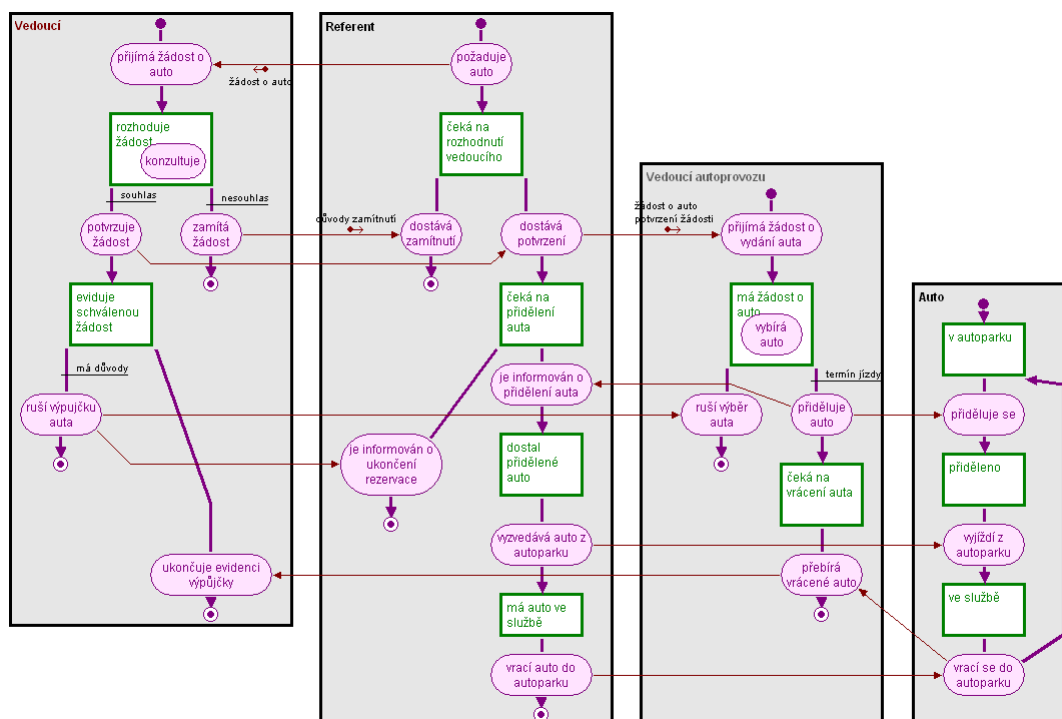 Vedoucí
přijímá žádost o
auto
rozhoduje
žádost
konzultuje
souhlas
nesouhlas
potvrzuje
žádost
zamítá
žádost
eviduje
schválenou
žádost
má důvody
ruší výpujčku
auta
ukončuje evidenci
výpůjčky
žádost o auto
Referent
požaduje
auto
čeká na
rozhodnutí
vedoucího
důvody zamítnutí
dostává
zamítnutí
dostává
potvrzení
čeká na
přidělení
auta
je informován o
přidělení auta
je informován o
ukončení
rezervace
dostal
přidělené
auto
vyzvedává auto z
autoparku
má auto ve
službě
vrací auto do
autoparku
žádost o auto
potvrzení žádosti
Vedoucí autoprovozu
přijímá žádost o
vydání auta
má žádost o
auto
vybírá
auto
termín jízdy
ruší výběr
auta
přiděluje
auto
čeká na
vrácení auta
přebírá
vrácené auto
Auto
v autoparku
přiděluje se
přiděleno
vyjíždí z
autoparku
ve službě
vrací se do
autoparku